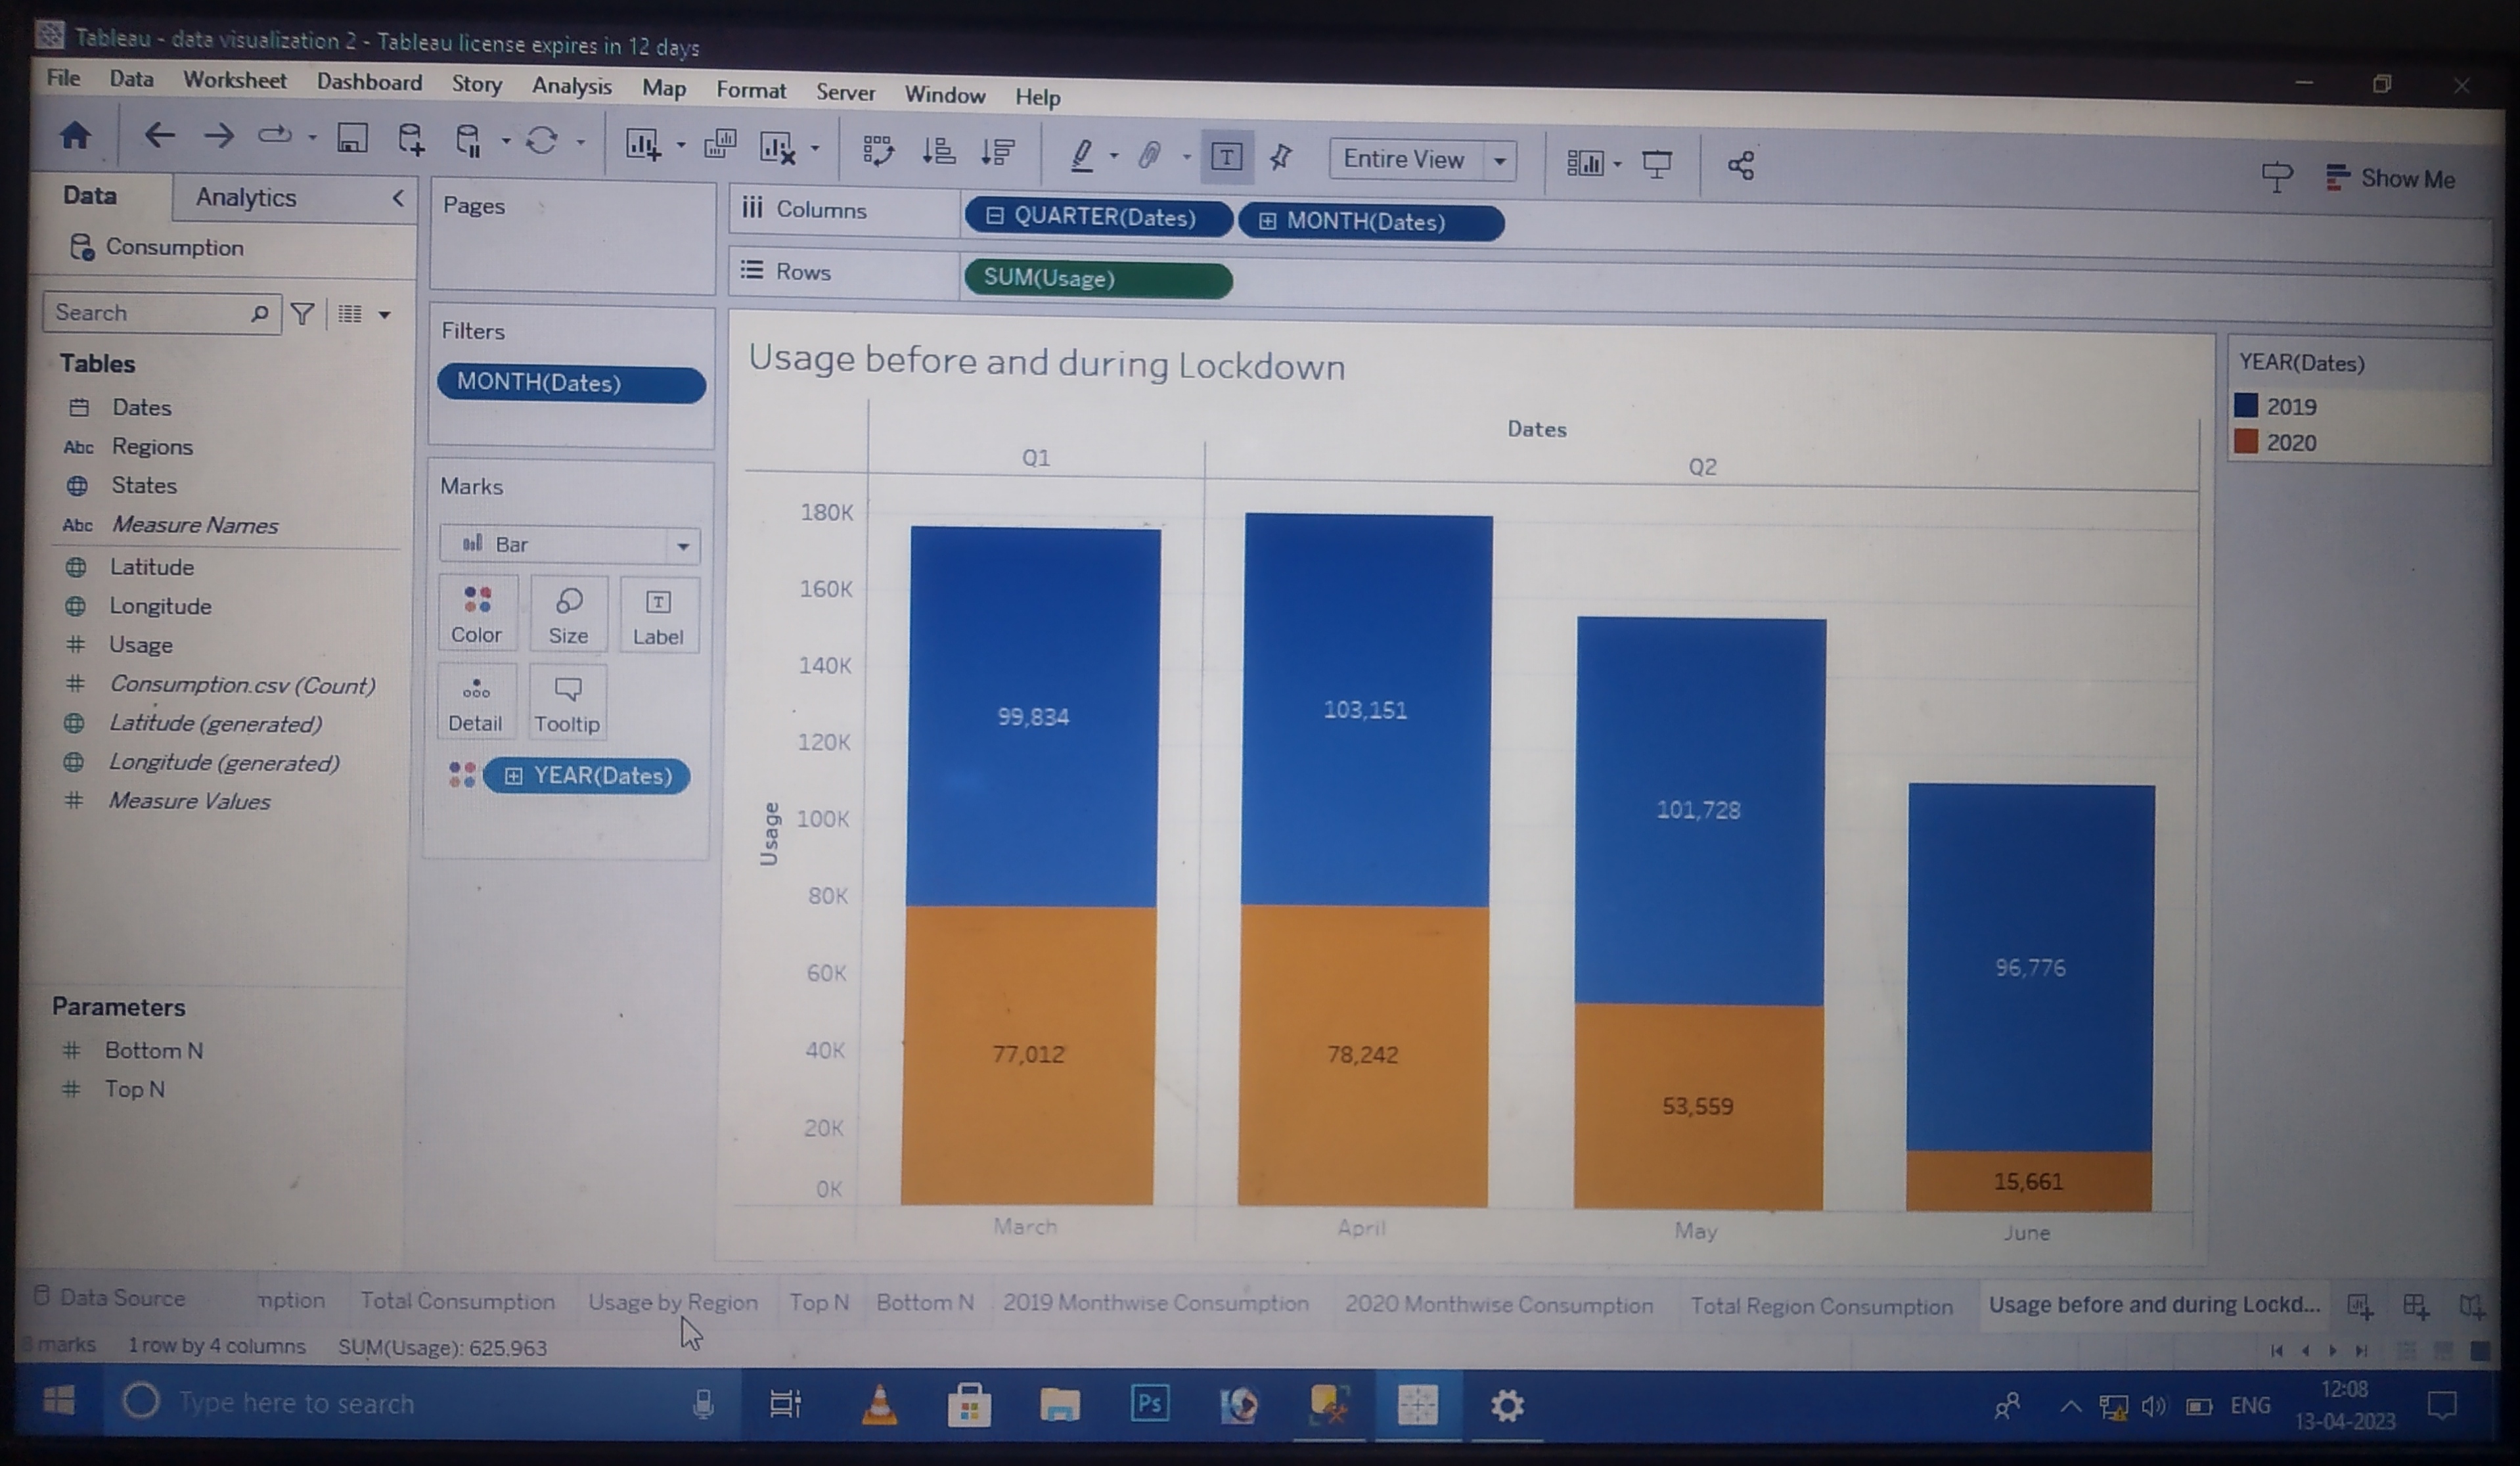 Tableau - data visualization 2 - Tableau license expires in 12 days
File Data Worksheet Dashboard Story Analysis Map Format Server Window Help
Entire View
Show Me
Data Analytics
Consumption
Search
Tables
Dates
Abc Regions
States
Abc Measure Names
Latitude
Longitude
# Usage
# Consumption.csv (Count)
Latitude (generated)
Longitude (generated)
# Measure Values
Parameters
# Bottom N
# Top N
Pages
Filters
MONTH(Dates)
Marks
Bar
Color Size Label
Detail Tooltip
YEAR(Dates)
Columns QUARTER(Dates) MONTH(Dates)
Rows SUM(Usage)
Usage before and during Lockdown
Dates
Q1 Q2
Usage
180K
160K
140K
120K
100K
80K
60K
40K
20K
0K
99,834 103,151 101,728 96,776
77,012 78,242 53,559 15,661
March April May June
YEAR(Dates)
2019
2020
Data Source mption Total Consumption Usage by Region Top N Bottom N 2019 Monthwise Consumption 2020 Monthwise Consumption Total Region Consumption Usage before and during Lockd...
marks 1 row by 4 columns SUM(Usage): 625,963
Type here to search
Ps
ENG
12:08
13-04-2023